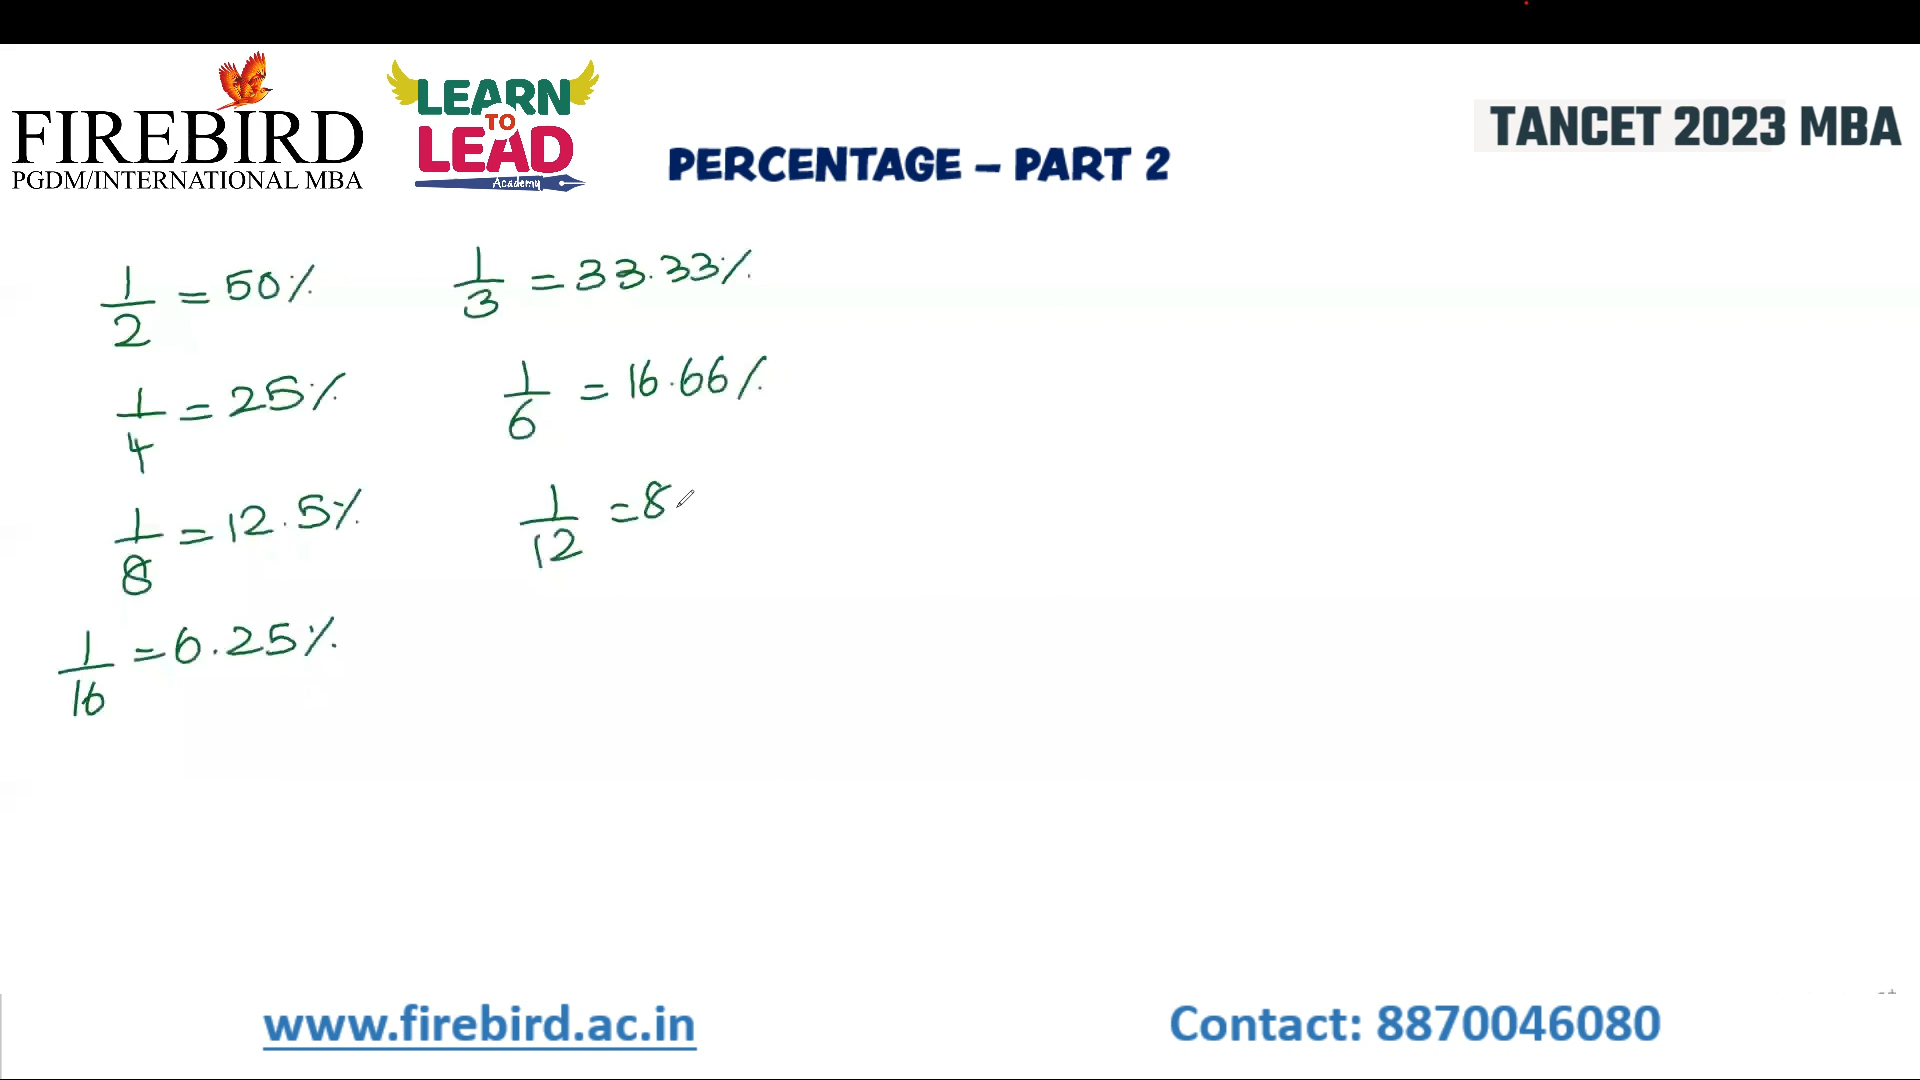 FIREBIRD
PGDM/INTERNATIONAL MBA
LEARN
TO
LEAD
Academy
PERCENTAGE – PART 2
TANCET 2023 MBA
1/2 = 50%
1/4 = 25%
1/8 = 12.5%
1/16 = 6.25%
1/3 = 33.33%
1/6 = 16.66%
1/12 = 8.
www.firebird.ac.in
Contact: 8870046080